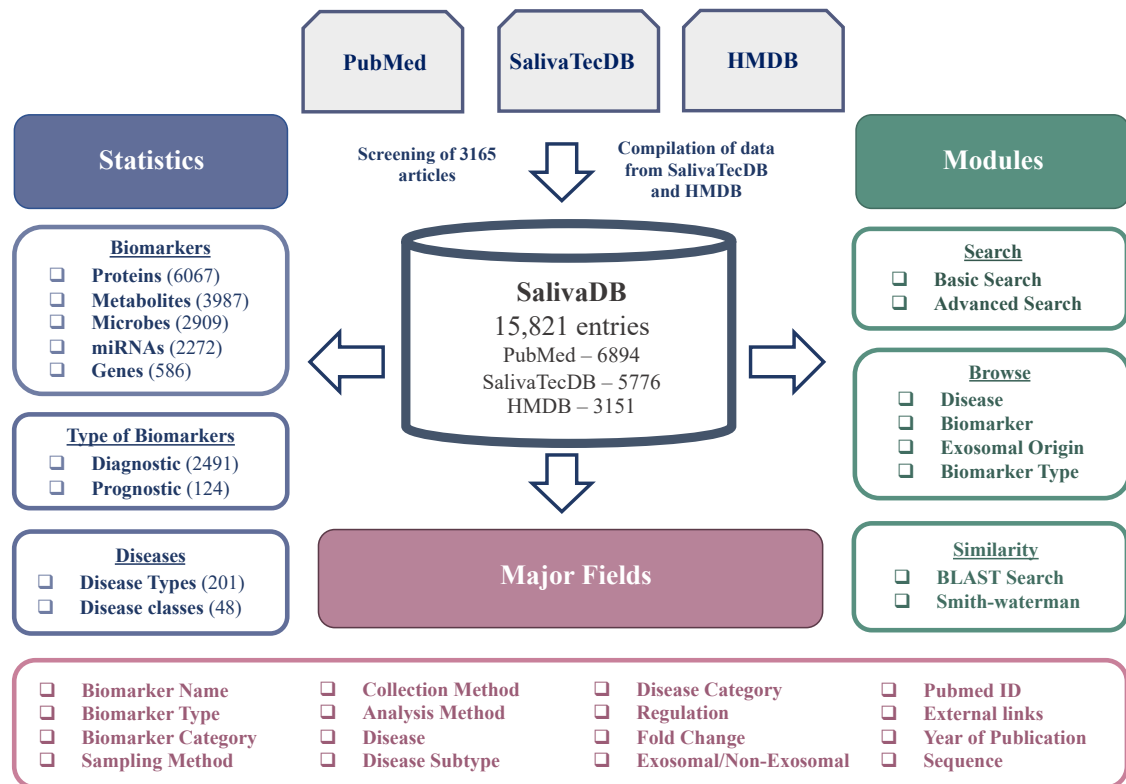 PubMed
SalivaTecDB
HMDB
Statistics
Screening of 3165
articles
Compilation of data
from SalivaTecDB
and HMDB
Modules
Biomarkers
❑ Proteins (6067)
❑ Metabolites (3987)
❑ Microbes (2909)
❑ miRNAs (2272)
❑ Genes (586)
Type of Biomarkers
❑ Diagnostic (2491)
❑ Prognostic (124)
Diseases
❑ Disease Types (201)
❑ Disease classes (48)
SalivaDB
15,821 entries
PubMed – 6894
SalivaTecDB – 5776
HMDB – 3151
Search
❑ Basic Search
❑ Advanced Search
Browse
❑ Disease
❑ Biomarker
❑ Exosomal Origin
❑ Biomarker Type
Similarity
❑ BLAST Search
❑ Smith-waterman
Major Fields
❑ Biomarker Name
❑ Biomarker Type
❑ Biomarker Category
❑ Sampling Method
❑ Collection Method
❑ Analysis Method
❑ Disease
❑ Disease Subtype
❑ Disease Category
❑ Regulation
❑ Fold Change
❑ Exosomal/Non-Exosomal
❑ Pubmed ID
❑ External links
❑ Year of Publication
❑ Sequence